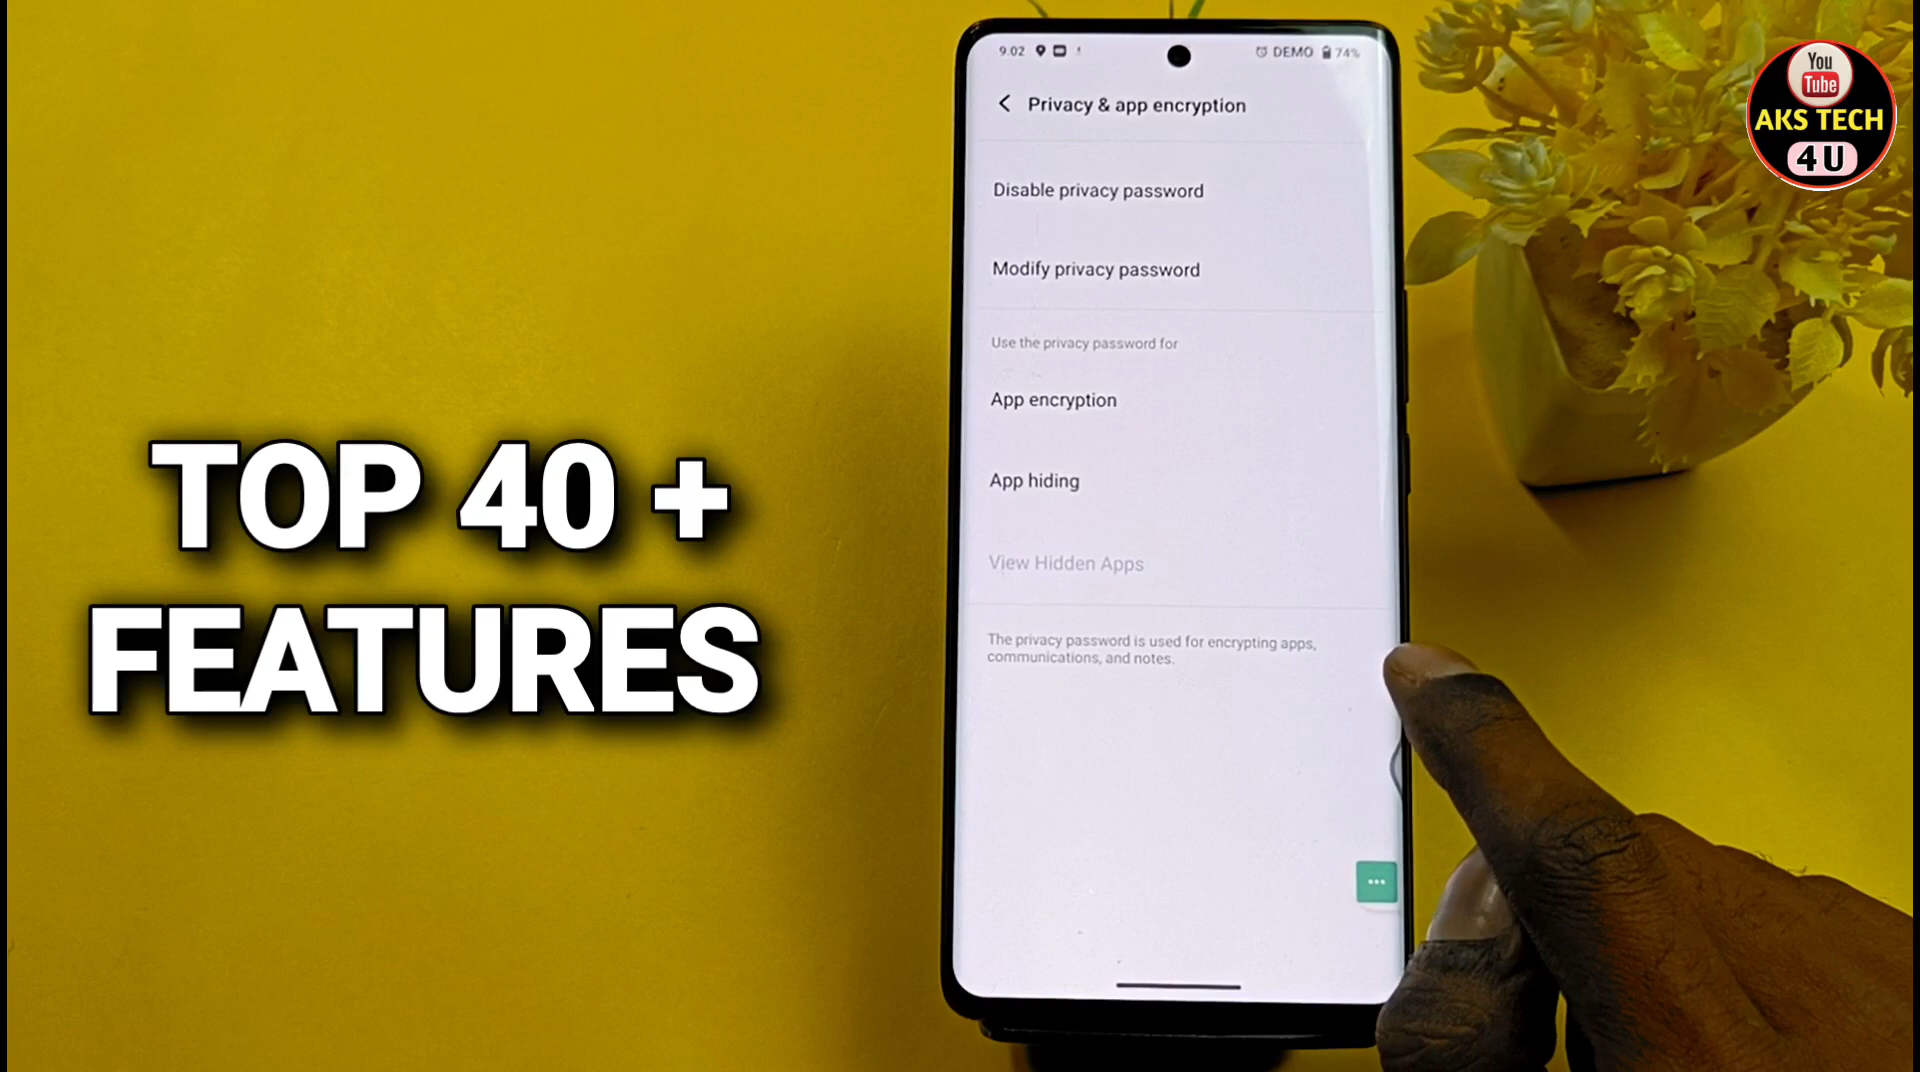 TOP 40 +
FEATURES
9.02
DEMO 74%
Privacy & app encryption
Disable privacy password
Modify privacy password
Use the privacy password for
App encryption
App hiding
View Hidden Apps
The privacy password is used for encrypting apps,
communications, and notes.
You
Tube
AKS TECH
4 U